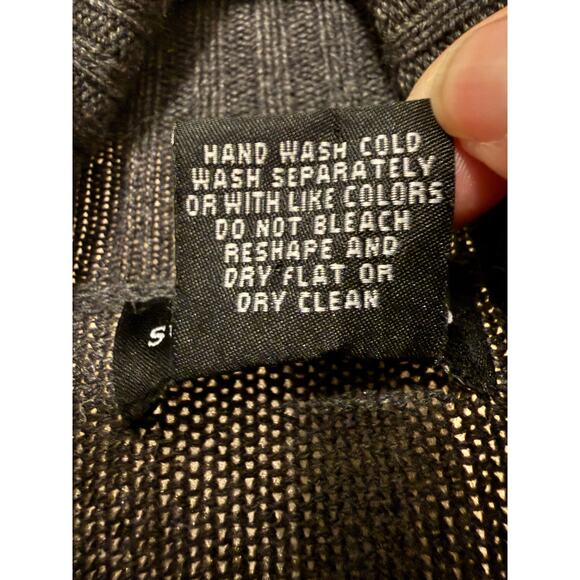 HAND WASH COLD
WASH SEPARATELY
OR WITH LIKE COLORS
DO NOT BLEACH
RESHAPE AND
DRY FLAT OR
DRY CLEAN